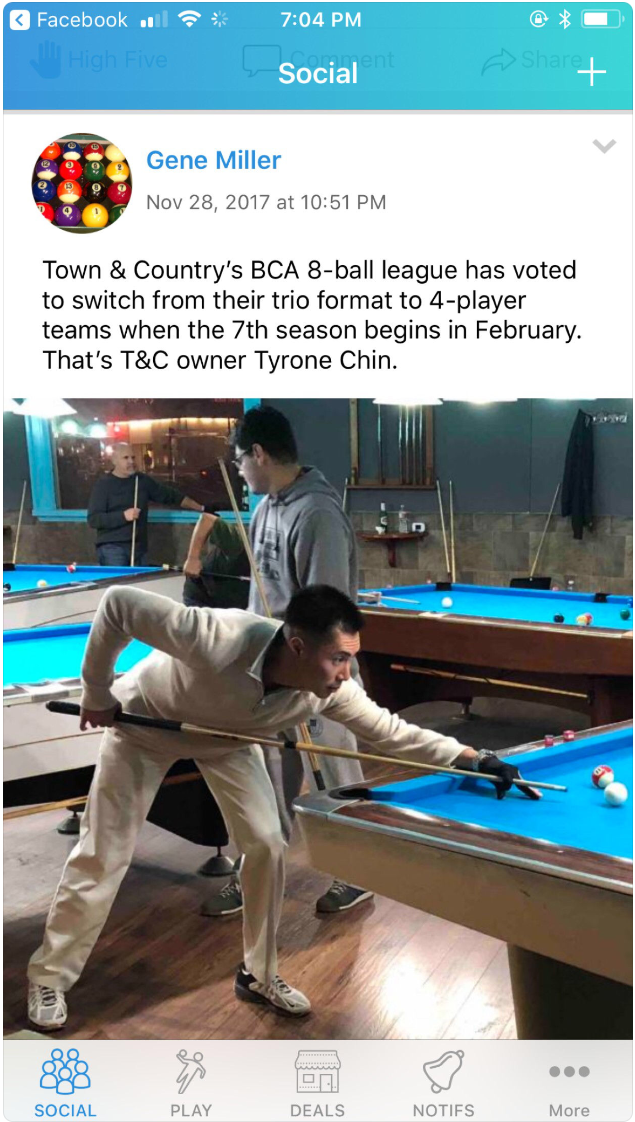 Facebook 7:04 PM
High Five Comment Share
Social
Gene Miller
Nov 28, 2017 at 10:51 PM
Town & Country’s BCA 8-ball league has voted
to switch from their trio format to 4-player
teams when the 7th season begins in February.
That’s T&C owner Tyrone Chin.
SOCIAL PLAY DEALS NOTIFS More